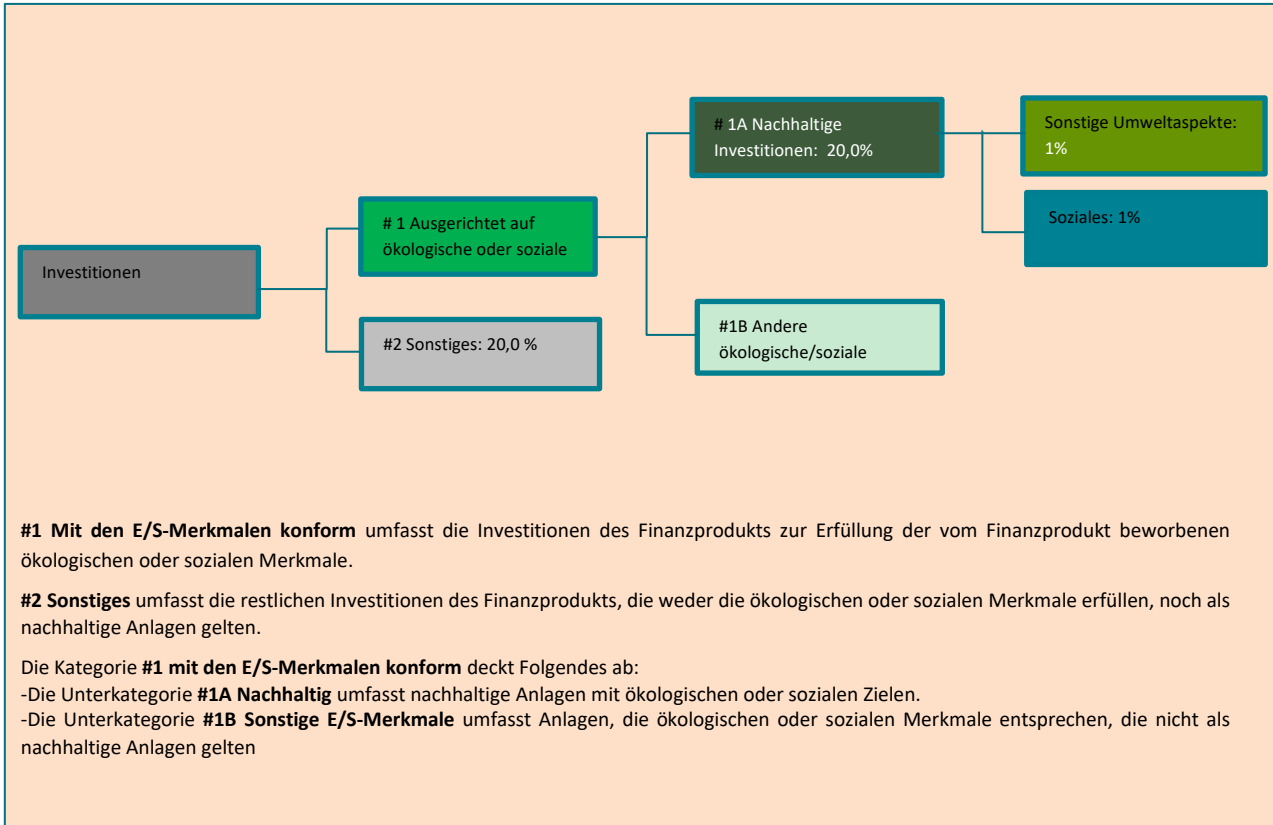 # 1A Nachhaltige
Investitionen: 20,0%
Sonstige Umweltaspekte:
1%
Soziales: 1%
# 1 Ausgerichtet auf
ökologische oder soziale
Investitionen
#2 Sonstiges: 20,0 %
#1B Andere
ökologische/soziale
#1 Mit den E/S-Merkmalen konform umfasst die Investitionen des Finanzprodukts zur Erfüllung der vom Finanzprodukt beworbenen
ökologischen oder sozialen Merkmale.
#2 Sonstiges umfasst die restlichen Investitionen des Finanzprodukts, die weder die ökologischen oder sozialen Merkmale erfüllen, noch als
nachhaltige Anlagen gelten.
Die Kategorie #1 mit den E/S-Merkmalen konform deckt Folgendes ab:
-Die Unterkategorie #1A Nachhaltig umfasst nachhaltige Anlagen mit ökologischen oder sozialen Zielen.
-Die Unterkategorie #1B Sonstige E/S-Merkmale umfasst Anlagen, die ökologischen oder sozialen Merkmale entsprechen, die nicht als
nachhaltige Anlagen gelten